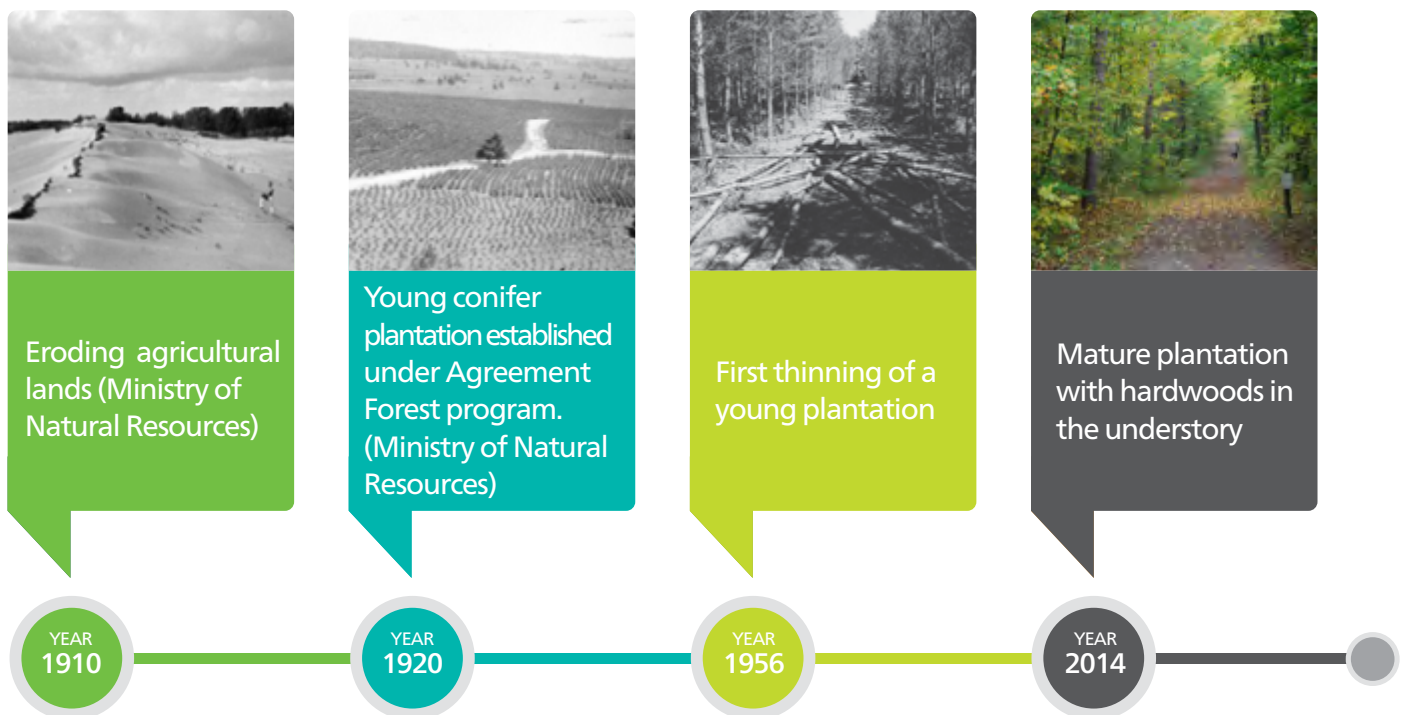 Eroding agricultural
lands (Ministry of
Natural Resources)
Young conifer
plantation established
under Agreement
Forest program.
(Ministry of Natural
Resources)
First thinning of a
young plantation
Mature plantation
with hardwoods in
the understory
YEAR
1910
YEAR
1920
YEAR
1956
YEAR
2014